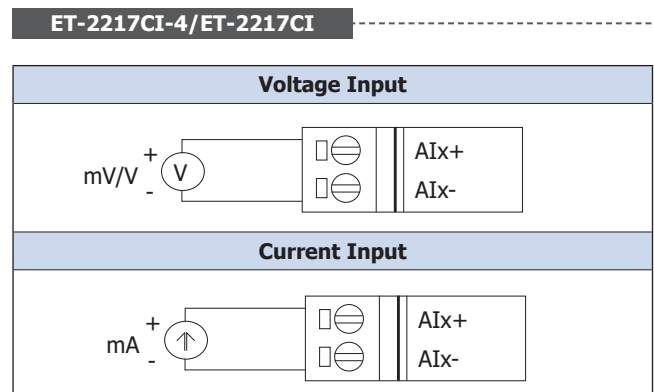 ET-2217CI-4/ET-2217CI
Voltage Input
+
mV/V
-
V
AIx+
AIx-
Current Input
+
mA
-
AIx+
AIx-